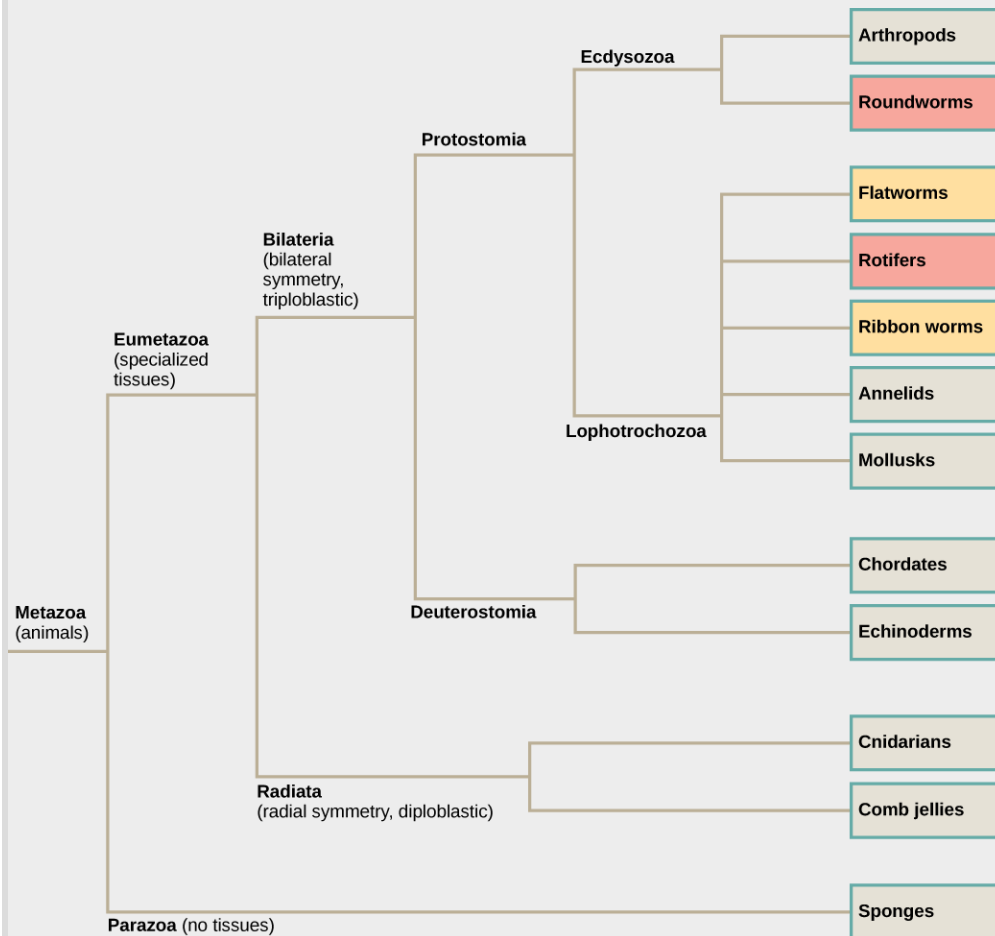 Arthropods
Ecdysozoa
Roundworms
Protostomia
Flatworms
Bilateria
(bilateral
symmetry,
triploblastic)
Rotifers
Ribbon worms
Eumetazoa
(specialized
tissues)
Annelids
Lophotrochozoa
Mollusks
Chordates
Deuterostomia
Metazoa
(animals)
Echinoderms
Cnidarians
Radiata
(radial symmetry, diploblastic)
Comb jellies
Sponges
Parazoa (no tissues)